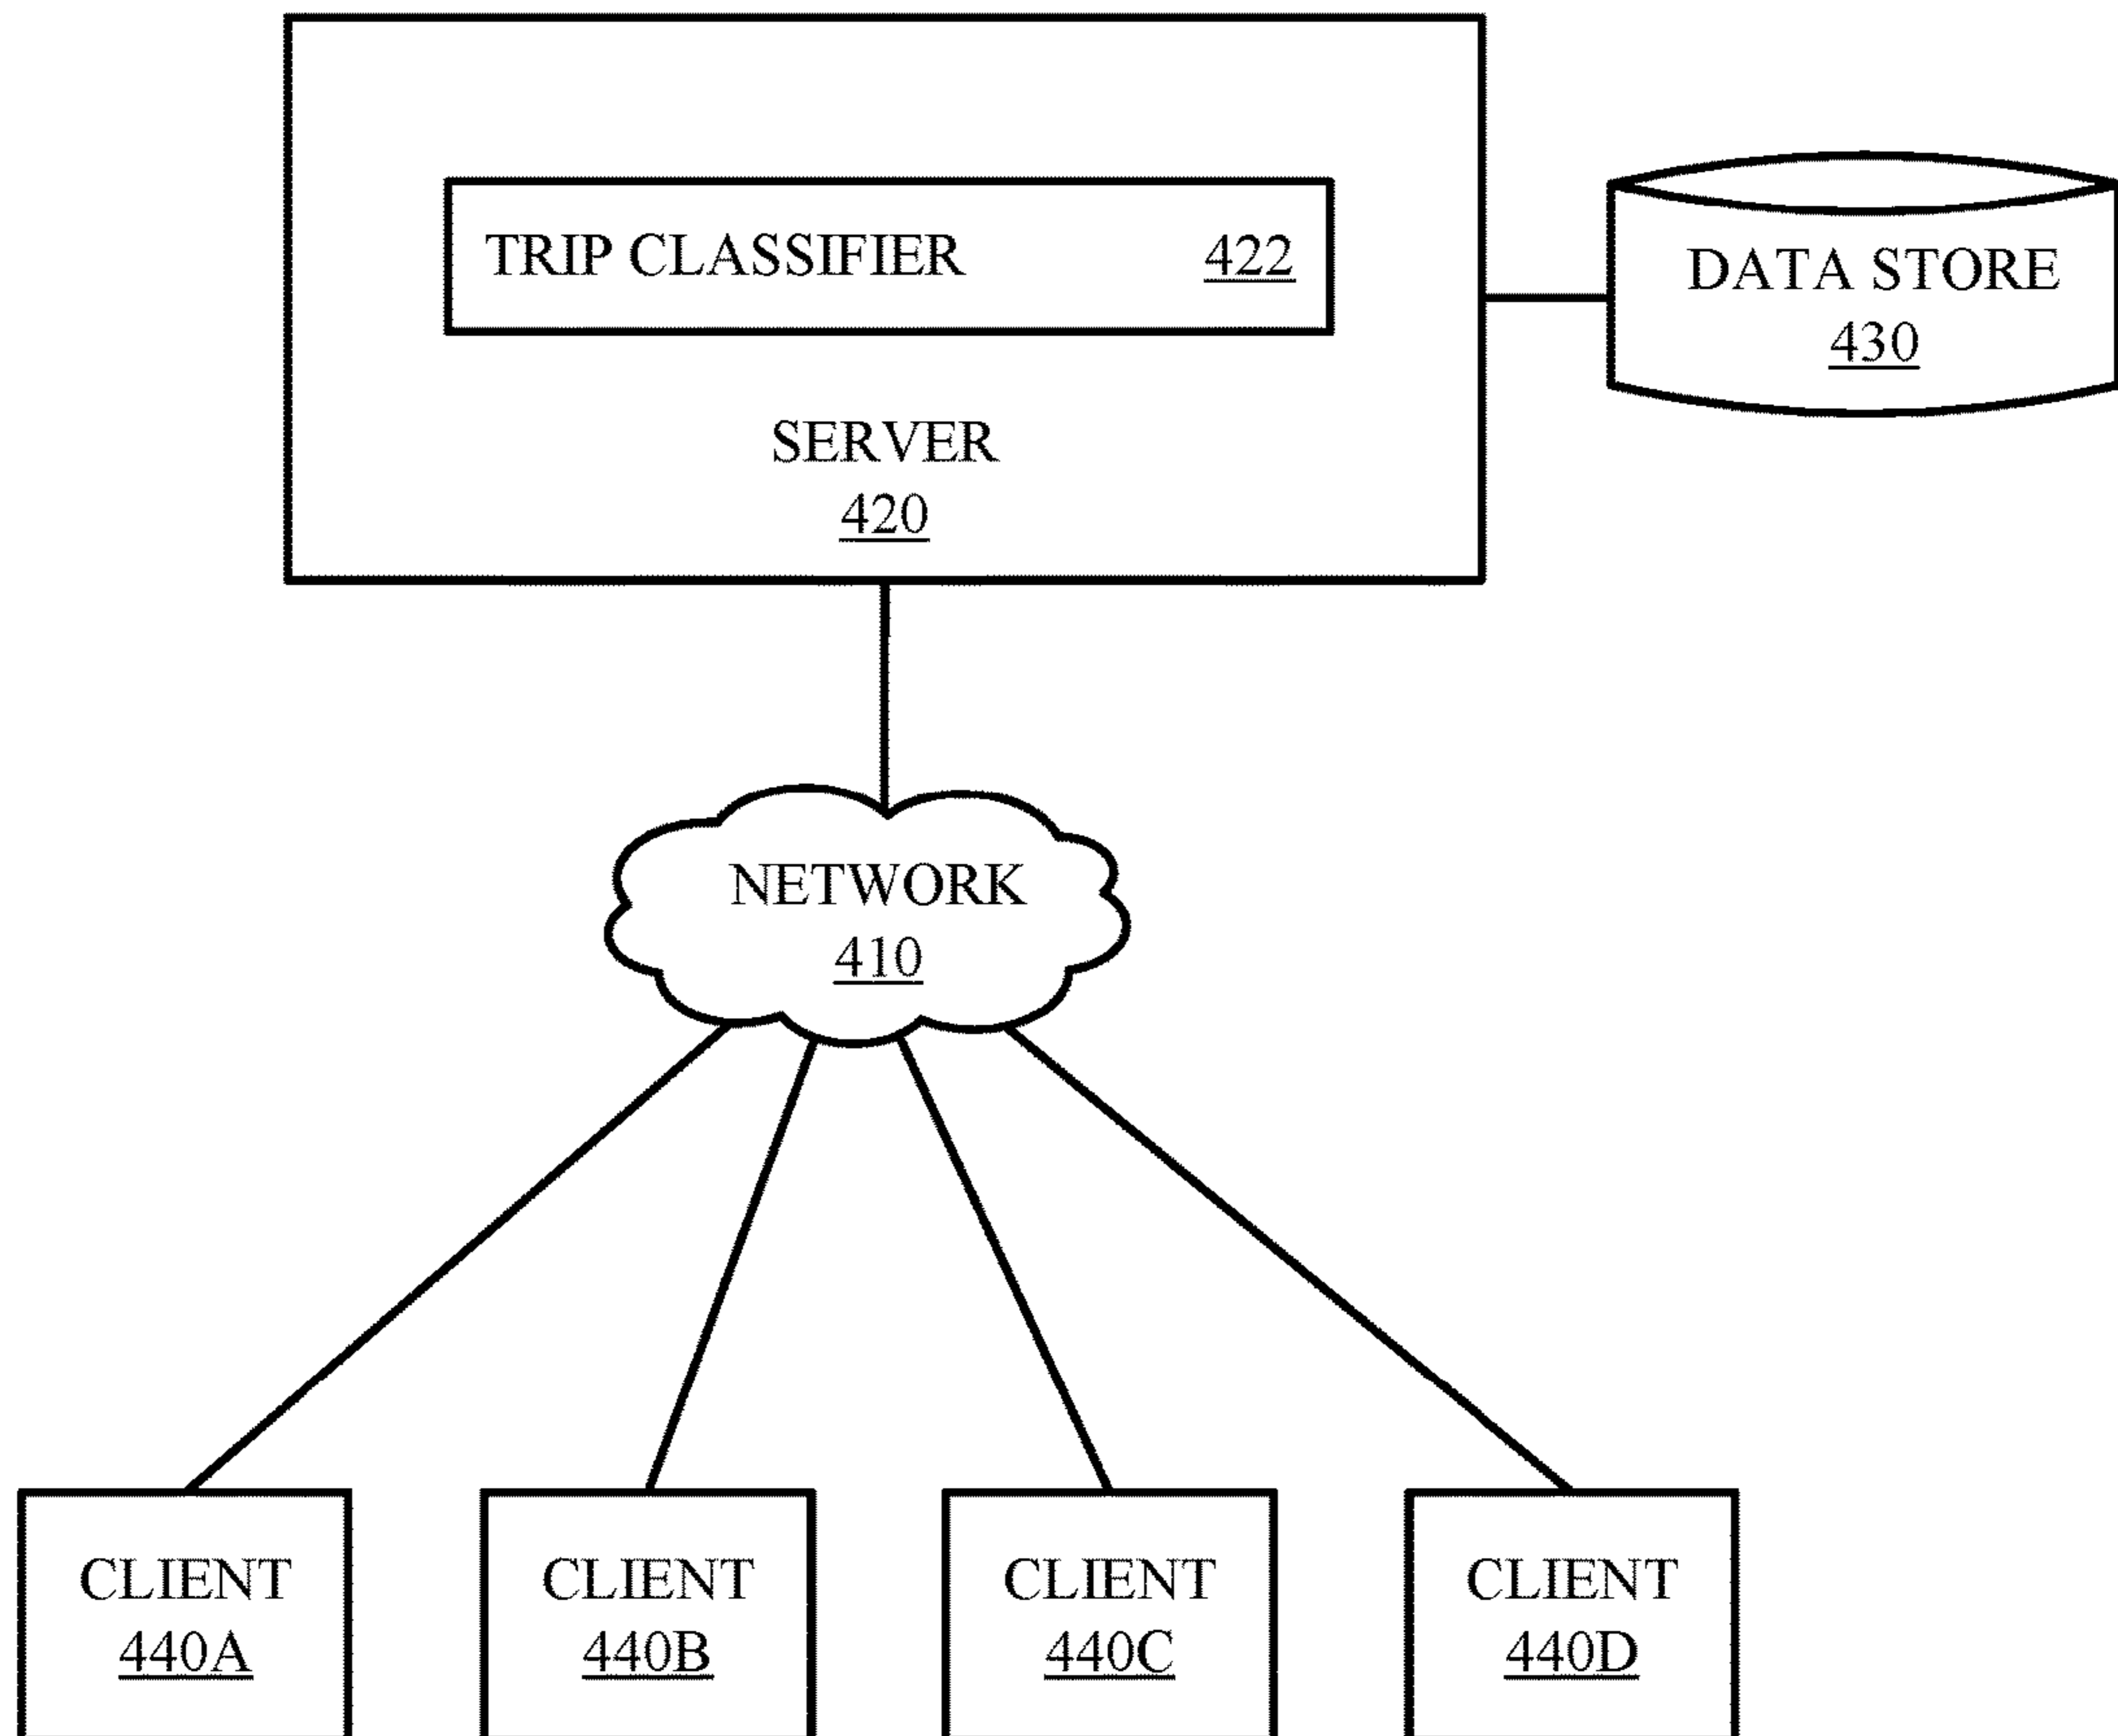 TRIP CLASSIFIER 422
SERVER
420
DATA STORE
430
NETWORK
410
CLIENT
440A
CLIENT
440B
CLIENT
440C
CLIENT
440D